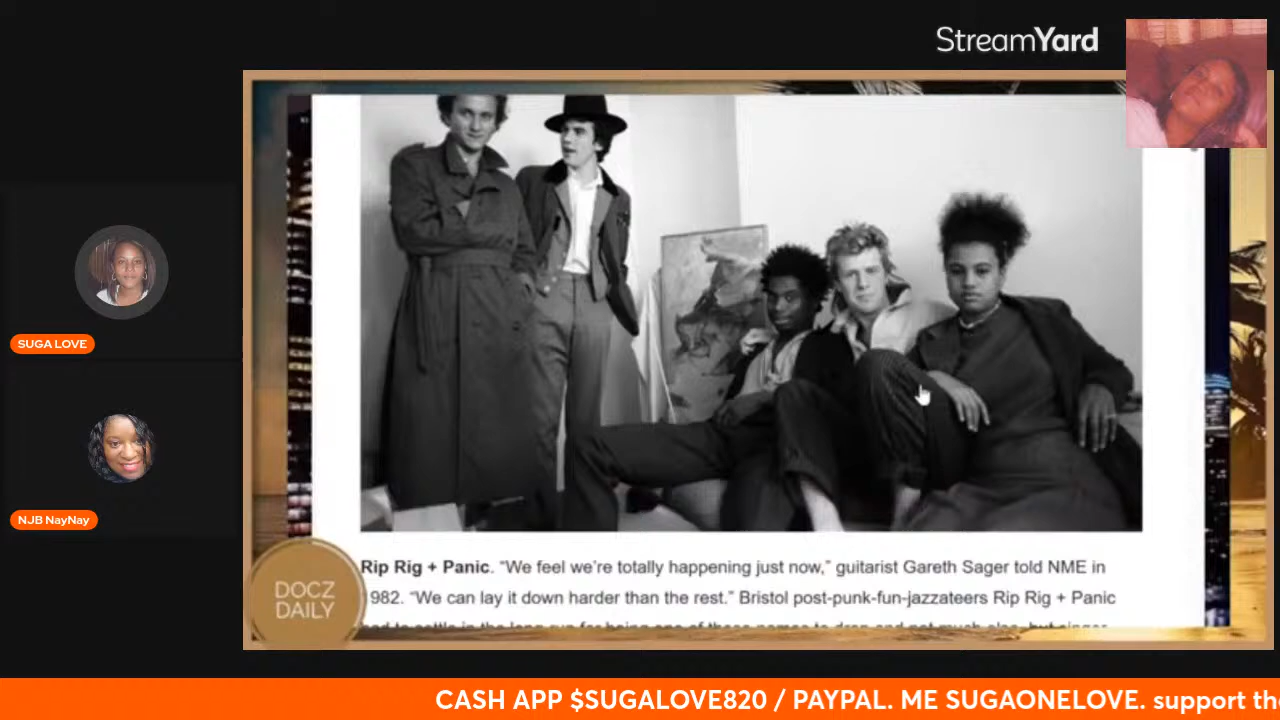 StreamYard
SUGA LOVE
NJB NayNay
Rip Rig + Panic. “We feel we’re totally happening just now,” guitarist Gareth Sager told NME in
1982. “We can lay it down harder than the rest.” Bristol post-punk-fun-jazzateers Rip Rig + Panic
DOCZ
DAILY
CASH APP $SUGALOVE820 / PAYPAL. ME SUGAONELOVE. support th